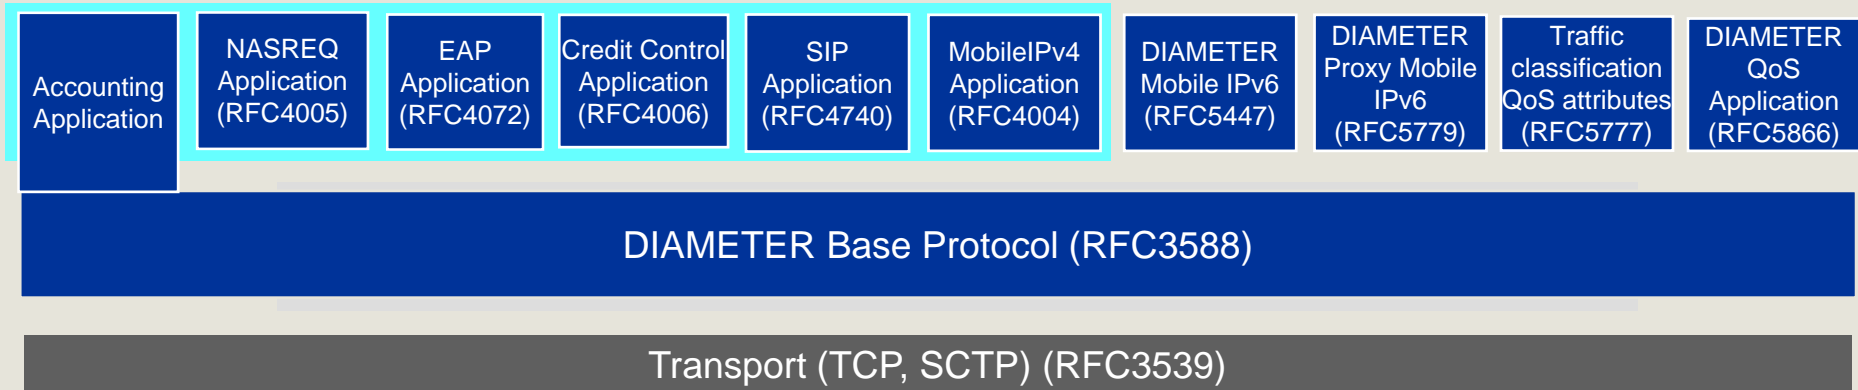 Accounting
Application
NASREQ
Application
(RFC4005)
EAP
Application
(RFC4072)
Credit Control
Application
(RFC4006)
SIP
Application
(RFC4740)
MobileIPv4
Application
(RFC4004)
DIAMETER
Mobile IPv6
(RFC5447)
DIAMETER
Proxy Mobile
IPv6
(RFC5779)
Traffic
classification
QoS attributes
(RFC5777)
DIAMETER
QoS
Application
(RFC5866)
DIAMETER Base Protocol (RFC3588)
Transport (TCP, SCTP) (RFC3539)